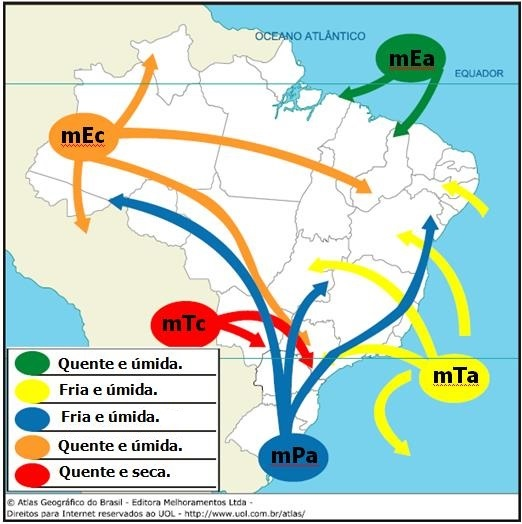 OCEANO ATLÂNTICO
mEa
EQUADOR
mEc
mTc
Quente e úmida.
Fria e úmida.
mTa
Fria e úmida.
Quente e úmida.
mPa
Quente e seca.
© Atlas Geográfico do Brasil - Editora Melhoramentos Ltda -
Direitos para Internet reservados ao UOL - http://www.uol.com.br/atlas/